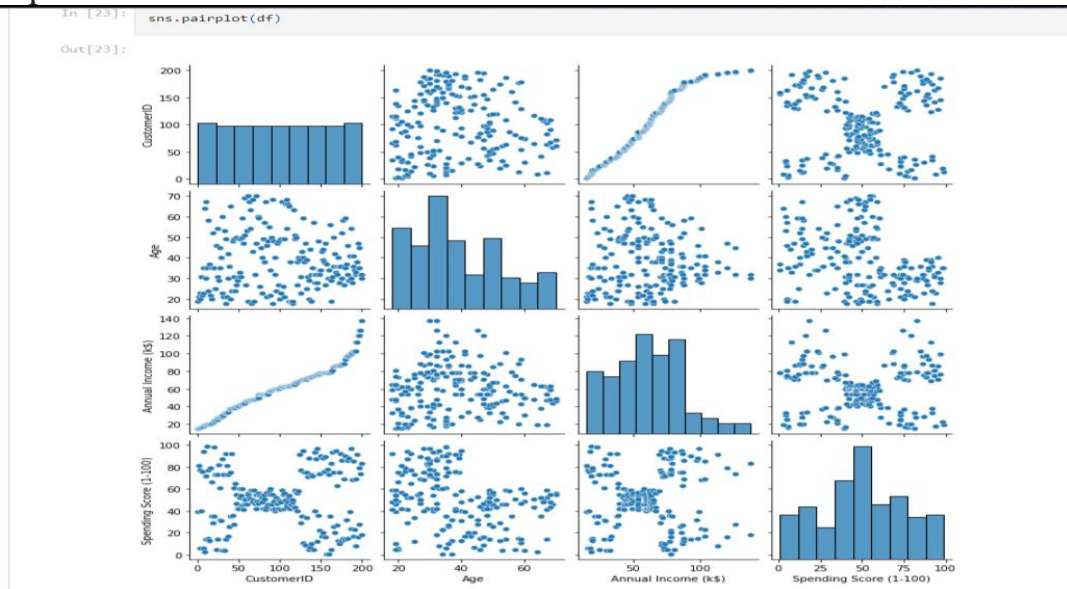 In [23]:
sns.pairplot(df)
Out[23]:
200
150
100
50
0
CustomerID
70
60
50
40
30
20
Age
140
120
100
80
60
40
20
Annual Income (k$)
100
80
60
40
20
0
Spending Score (1-100)
0 50 100 150 200
20 40 60
50 100
0 25 50 75 100
CustomerID
Age
Annual Income (k$)
Spending Score (1-100)